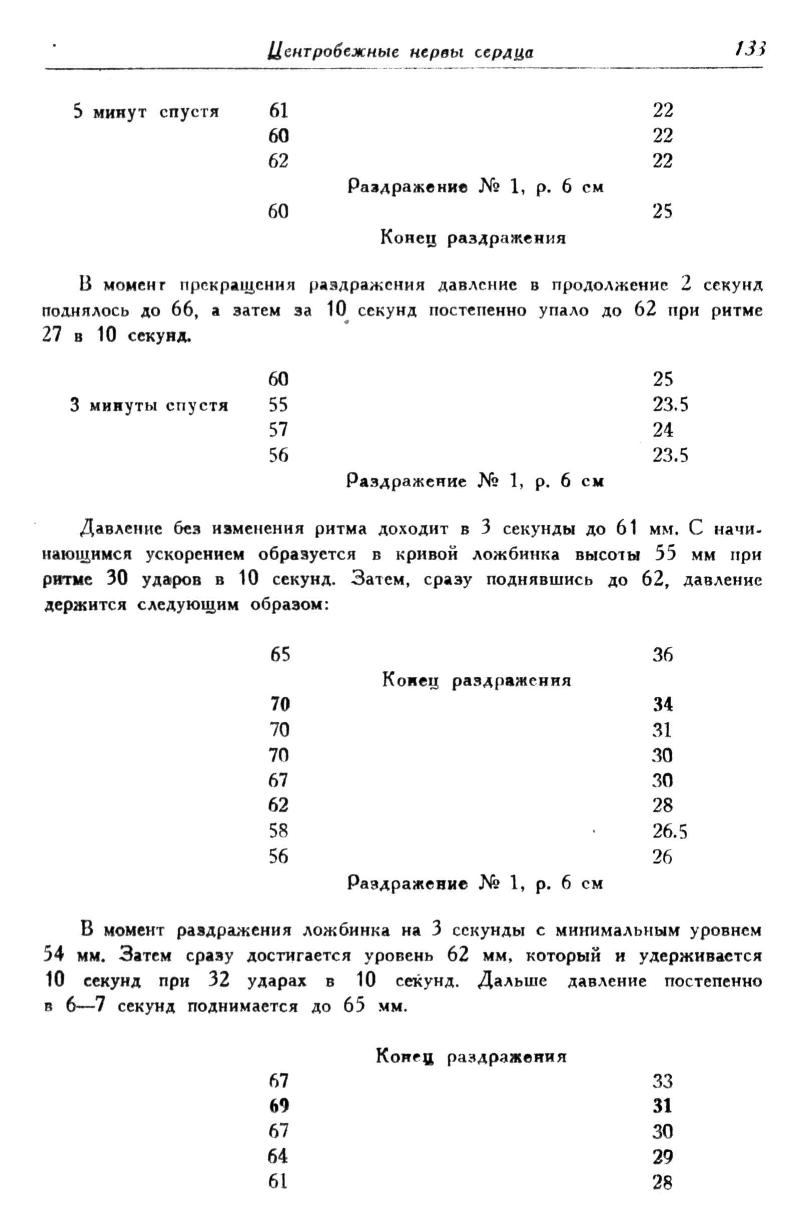 Центробежные нервы сердца 133
5 минут спустя 61 22
60 22
62 22
Раздражение № 1, р. 6 см
60 25
Конец раздражения
В момент прекращения раздражения давление в продолжение 2 секунд
поднялось до 66, а затем за 10 секунд постепенно упало до 62 при ритме
27 в 10 секунд.
60 25
3 минуты спустя 55 23.5
57 24
56 23.5
Раздражение № 1, р. 6 см
Давление без изменения ритма доходит в 3 секунды до 61 мм. С начи-
нающимся ускорением образуется в кривой ложбинка высоты 55 мм при
ритме 30 ударов в 10 секунд. Затем, сразу поднявшись до 62, давление
держится следующим образом:
65 36
Конец раздражения
70 34
70 31
70 30
67 30
62 28
58 26.5
56 26
Раздражение № 1, р. 6 см
В момент раздражения ложбинка на 3 секунды с минимальным уровнем
54 мм. Затем сразу достигается уровень 62 мм, который и удерживается
10 секунд при 32 ударах в 10 секунд. Дальше давление постепенно
в 6—7 секунд поднимается до 65 мм.
Конец раздражения
67 33
69 31
67 30
64 29
61 28